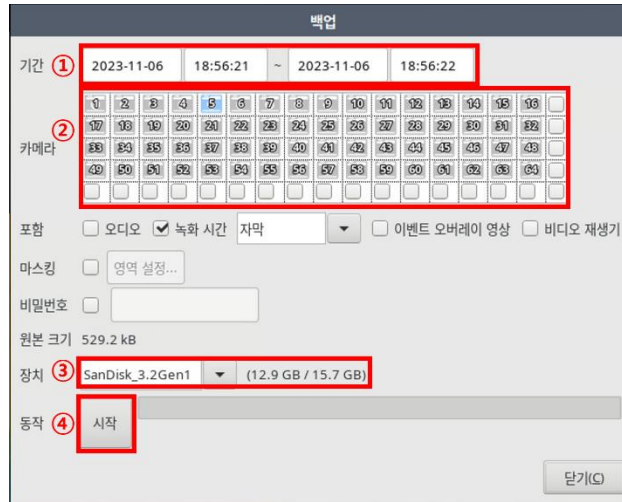 백업
기간 ① 2023-11-06 18:56:21 ~ 2023-11-06 18:56:22
1 2 3 4 5 6 7 8 9 10 11 12 13 14 15 16
② 17 18 19 20 21 22 23 24 25 26 27 28 29 30 31 32
카메라 33 34 35 36 37 38 39 40 41 42 43 44 45 46 47 48
49 50 51 52 53 54 55 56 57 58 59 60 61 62 63 64
포함 오디오 녹화 시간 자막 이벤트 오버레이 영상 비디오 재생기
마스킹 영역 설정...
비밀번호
원본 크기 529.2 kB
장치 ③ SanDisk_3.2Gen1 (12.9 GB / 15.7 GB)
동작 ④ 시작
닫기(C)